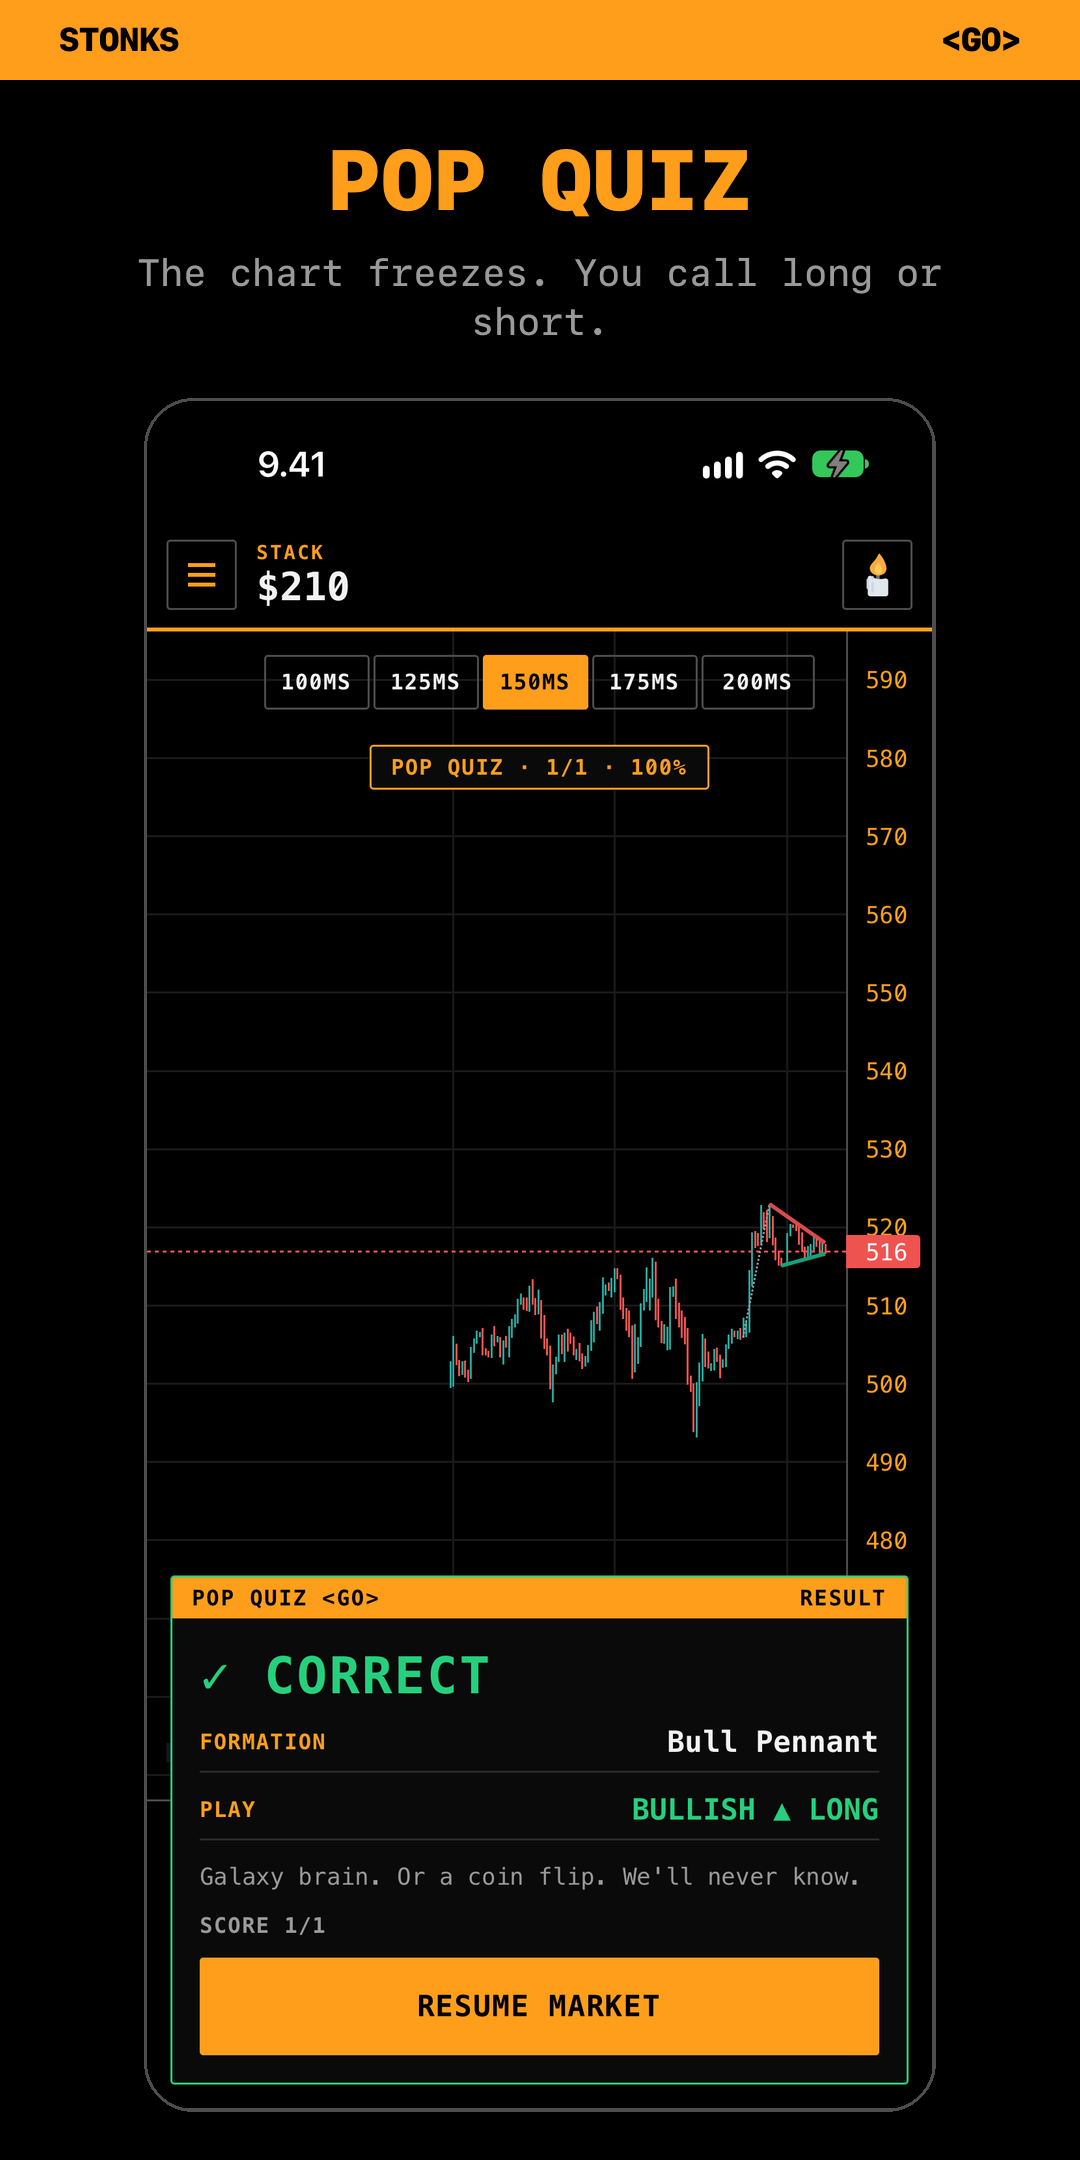 STONKS <GO>
POP QUIZ
The chart freezes. You call long or
short.
9.41
STACK
$210
100MS 125MS 150MS 175MS 200MS
POP QUIZ · 1/1 · 100%
590
580
570
560
550
540
530
520
516
510
500
490
480
POP QUIZ <GO> RESULT
✓ CORRECT
FORMATION Bull Pennant
PLAY BULLISH ▲ LONG
Galaxy brain. Or a coin flip. We'll never know.
SCORE 1/1
RESUME MARKET